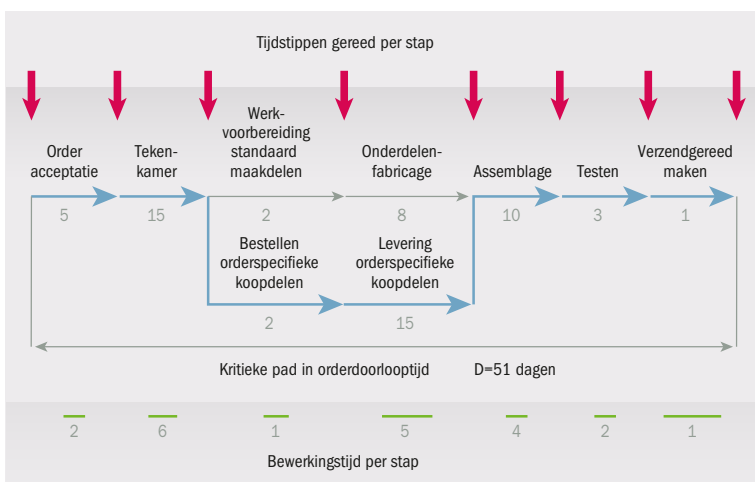 Tijdstippen gereed per stap
Werk-
voorbereiding
standaard
maakdelen
Order
acceptatie
Teken-
kamer
Onderdelen-
fabricage
Assemblage
Testen
Verzendgereed
maken
5
15
2
8
10
3
1
Bestellen
orderspecifieke
koopdelen
Levering
orderspecifieke
koopdelen
2
15
Kritieke pad in orderdoorlooptijd D=51 dagen
2
6
1
5
4
2
1
Bewerkingstijd per stap